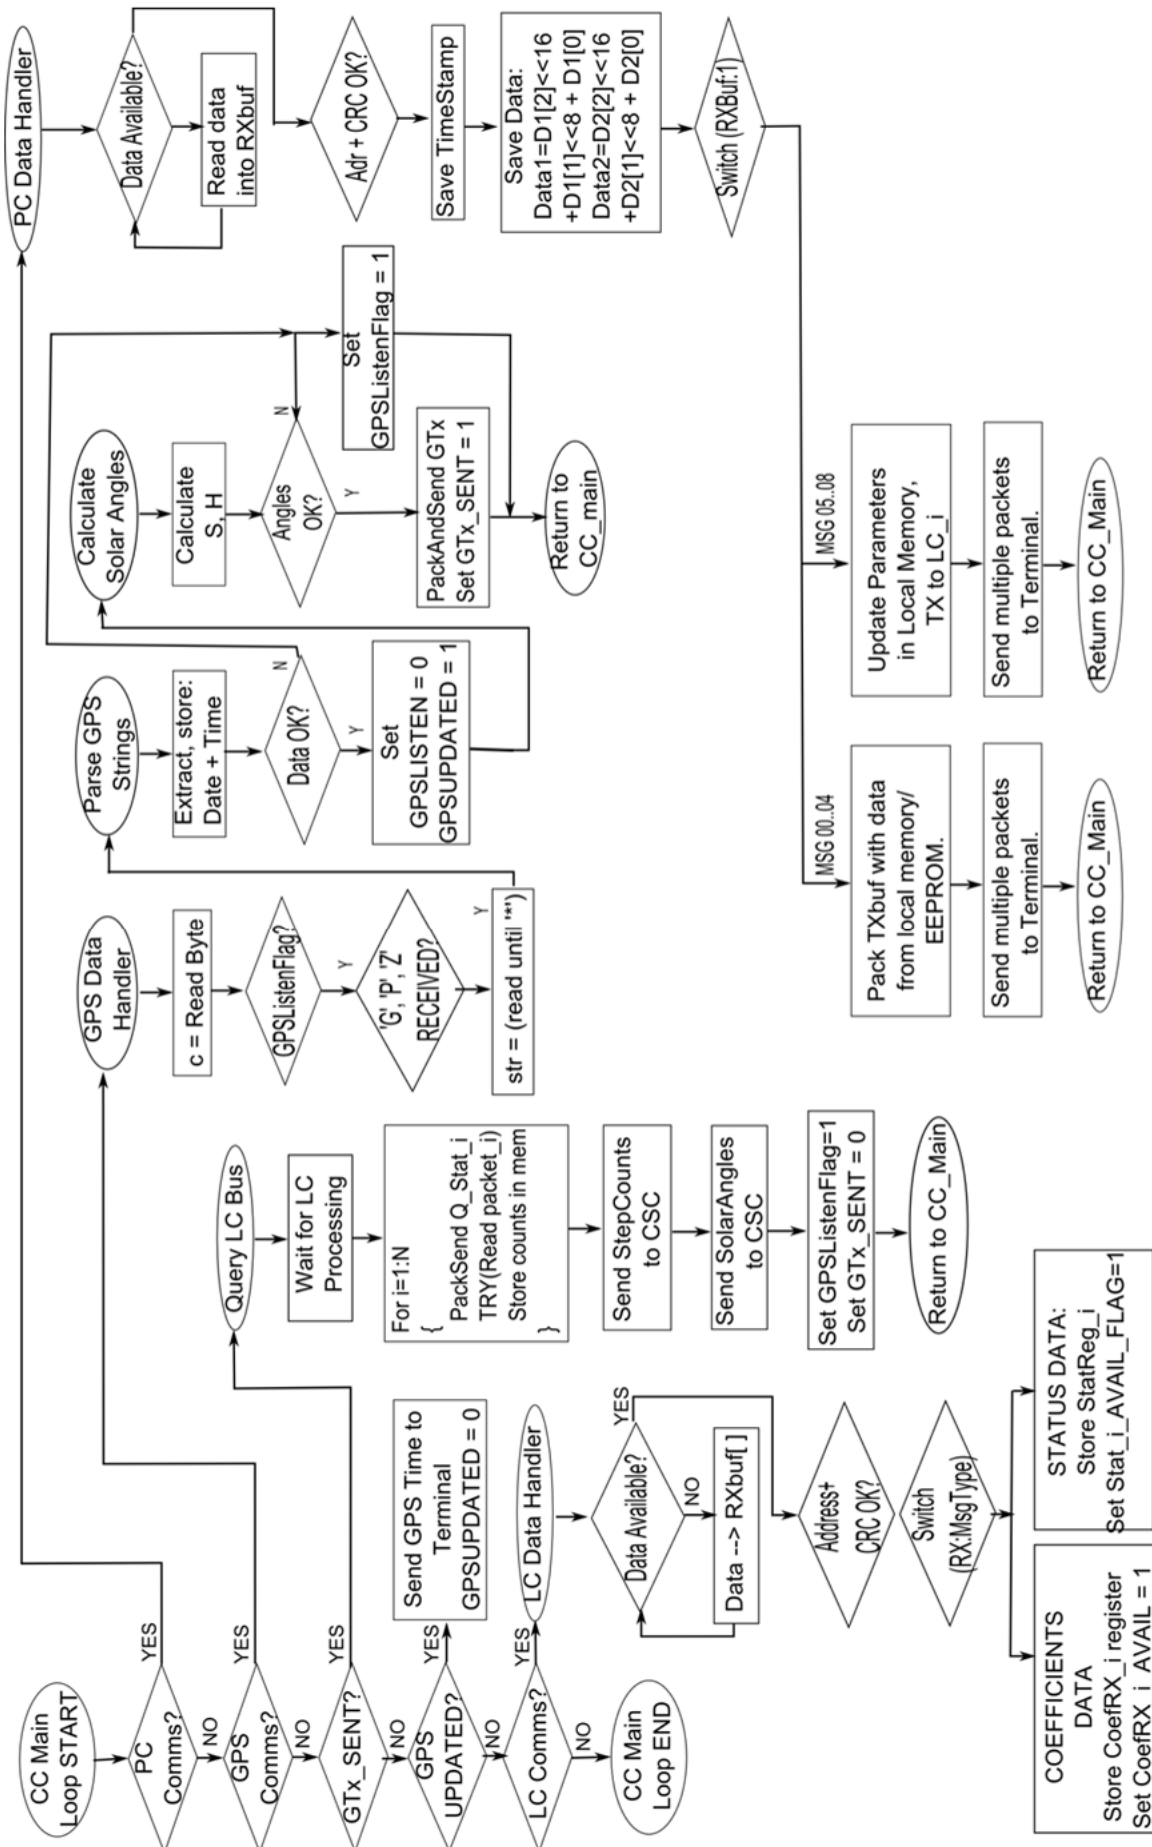 CC Main
Loop START
PC
Comms?
YES
NO
GPS
Comms?
YES
NO
GTx_SENT?
YES
NO
GPS
UPDATED?
YES
NO
LC Comms?
YES
NO
CC Main
Loop END
Send GPS Time to
Terminal
GPSUPDATED = 0
LC Data Handler
Data Available?
YES
NO
Data --> RXbuf[ ]
Address+
CRC OK?
Switch
(RX:MsgType)
COEFFICIENTS
DATA
Store CoefRX_i register
Set CoefRX_i_AVAIL = 1
STATUS DATA:
Store StatReg_i
Set Stat_i_AVAIL_FLAG=1
Query LC Bus
Wait for LC
Processing
For i=1:N
{
PackSend Q_Stat_i
TRY(Read packet_i)
Store counts in mem
}
Send StepCounts
to CSC
Send SolarAngles
to CSC
Set GPSListenFlag=1
Set GTx_SENT = 0
Return to CC_Main
GPS Data
Handler
c = Read Byte
GPSListenFlag?
Y
'G', 'P', 'Z'
RECEIVED?
Y
str = (read until '*')
Parse GPS
Strings
Extract, store:
Date + Time
Data OK?
N
Y
Set
GPSLISTEN = 0
GPSUPDATED = 1
Calculate
Solar Angles
Calculate
S, H
Angles
OK?
N
Y
PackAndSend GTx
Set GTx_SENT = 1
Set
GPSListenFlag = 1
Return to
CC_main
PC Data Handler
Data Available?
Read data
into RXbuf
Adr + CRC OK?
Save TimeStamp
Save Data:
Data1=D1[2]<<16
+D1[1]<<8 + D1[0]
Data2=D2[2]<<16
+D2[1]<<8 + D2[0]
Switch (RXBuf:1)
MSG 00..04
Pack TXbuf with data
from local memory/
EEPROM.
Send multiple packets
to Terminal.
Return to CC_Main
MSG 05..08
Update Parameters
in Local Memory,
TX to LC_i
Send multiple packets
to Terminal.
Return to CC_Main